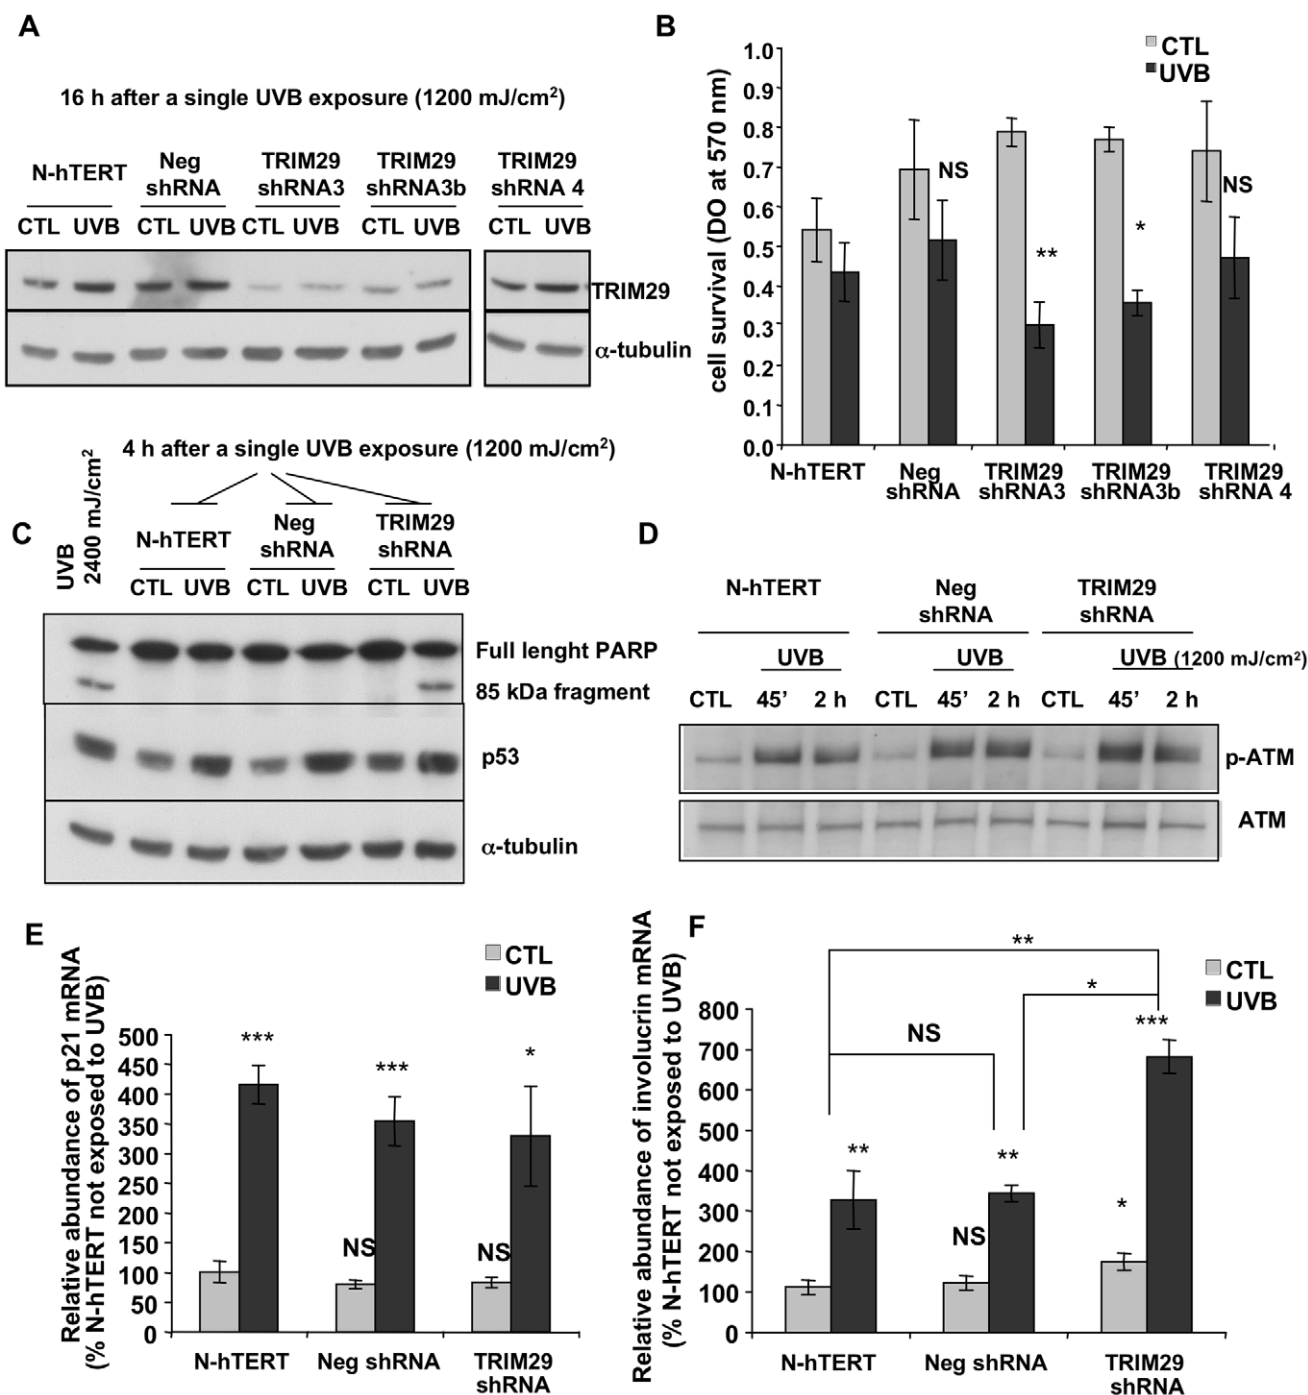 A
16 h after a single UVB exposure (1200 mJ/cm²)
N-hTERT
Neg
shRNA
TRIM29
shRNA3
TRIM29
shRNA3b
TRIM29
shRNA 4
CTL UVB CTL UVB CTL UVB CTL UVB CTL UVB
TRIM29
α-tubulin
B
cell survival (DO at 570 nm)
CTL
UVB
1.0
0.9
0.8
0.7
0.6
0.5
0.4
0.3
0.2
0.1
0.0
NS
**
*
NS
N-hTERT
Neg
shRNA
TRIM29
shRNA3
TRIM29
shRNA3b
TRIM29
shRNA 4
C
4 h after a single UVB exposure (1200 mJ/cm²)
UVB
2400 mJ/cm²
N-hTERT
Neg
shRNA
TRIM29
shRNA
CTL UVB CTL UVB CTL UVB
Full lenght PARP
85 kDa fragment
p53
α-tubulin
D
N-hTERT
Neg
shRNA
TRIM29
shRNA
UVB
UVB
UVB (1200 mJ/cm²)
CTL 45’ 2 h CTL 45’ 2 h CTL 45’ 2 h
p-ATM
ATM
E
Relative abundance of p21 mRNA
(% N-hTERT not exposed to UVB)
CTL
UVB
500
450
400
350
300
250
200
150
100
50
0
***
***
*
NS
NS
N-hTERT
Neg shRNA
TRIM29
shRNA
F
Relative abundance of involucrin mRNA
(% N-hTERT not exposed to UVB)
CTL
UVB
800
700
600
500
400
300
200
100
0
**
*
NS
***
**
**
*
NS
N-hTERT
Neg shRNA
TRIM29
shRNA